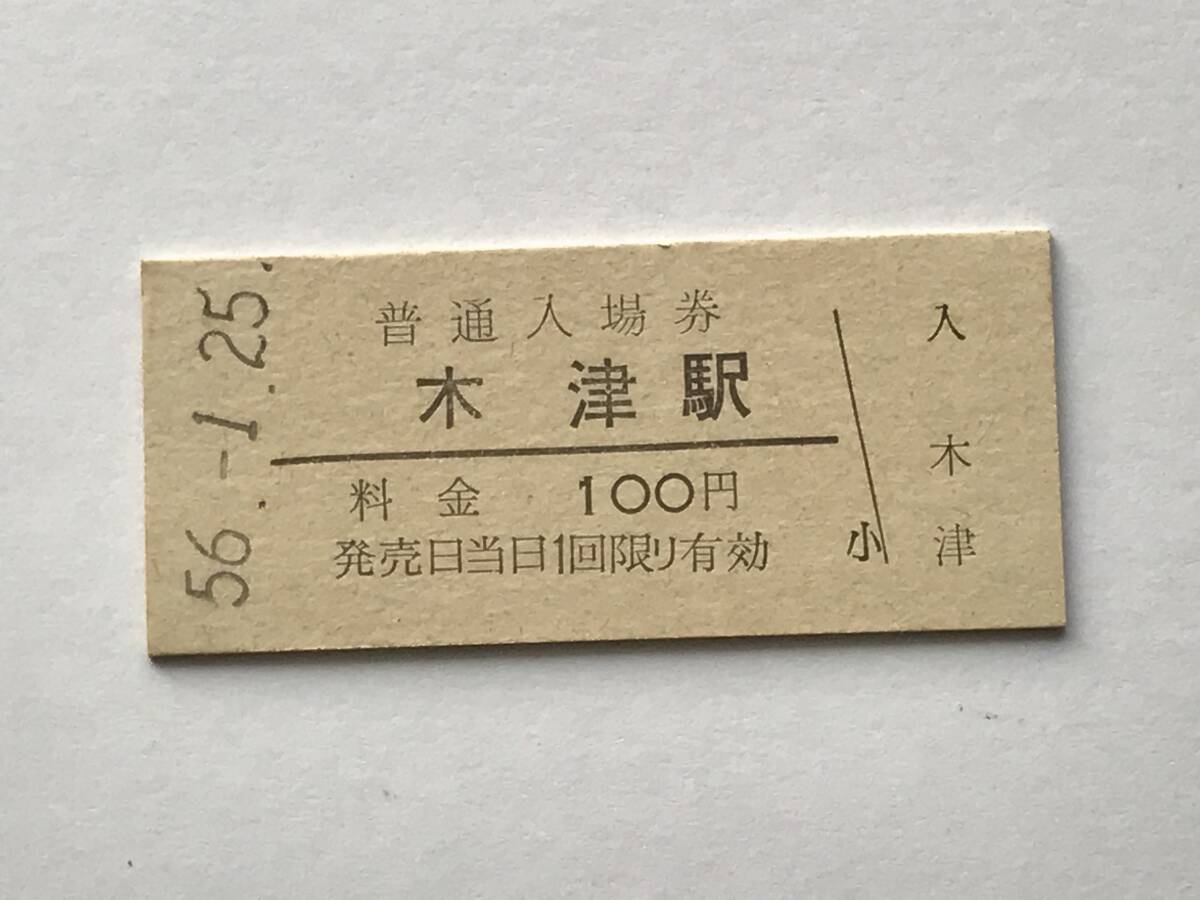 56.-1.25.
普通入場券
木津駅
料金 100円
発売日当日1回限り有効
小
入
木
津